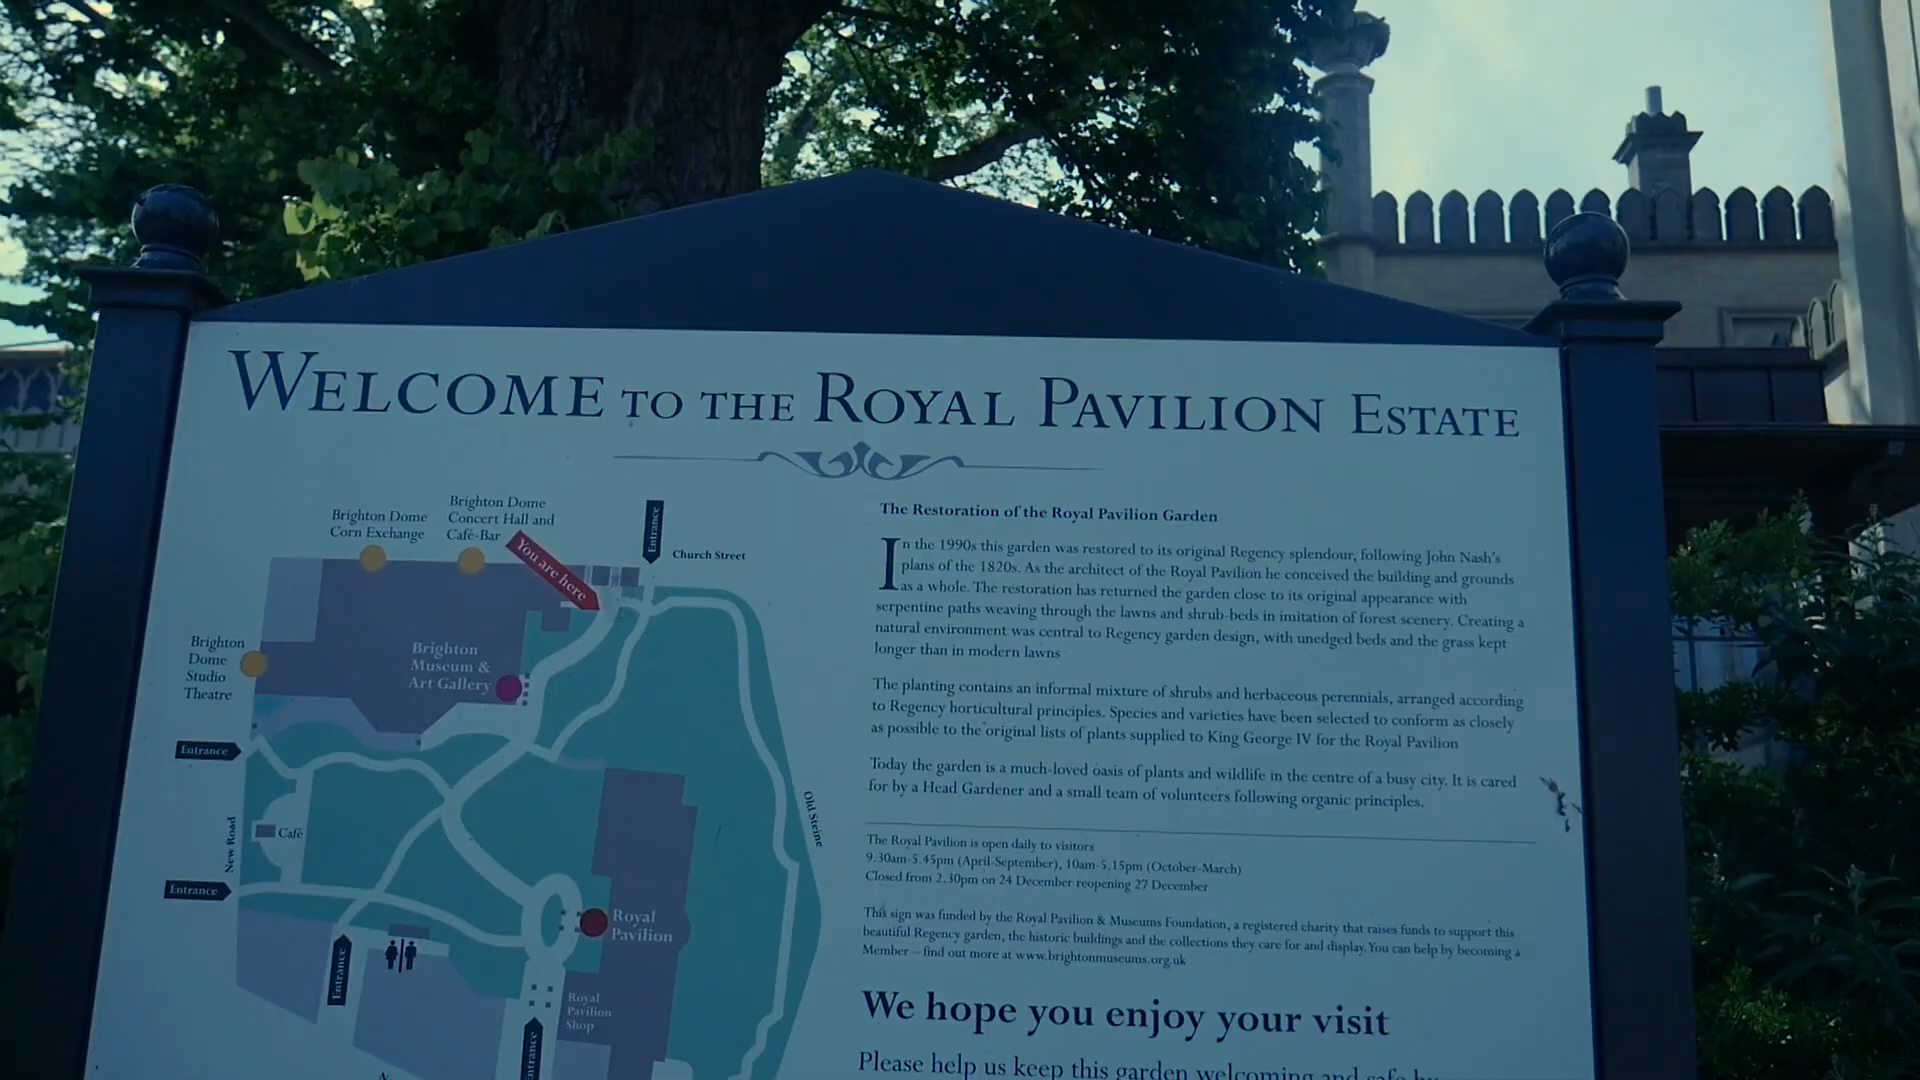 WELCOME TO THE ROYAL PAVILION ESTATE
Brighton Dome
Corn Exchange
Brighton Dome
Concert Hall and
Café-Bar
You are here
Entrance
Church Street
Brighton
Museum &
Art Gallery
Brighton
Dome
Studio
Theatre
Entrance
New Road
Café
Entrance
Old Steine
Royal
Pavilion
Entrance
Royal
Pavilion
Shop
Entrance
The Restoration of the Royal Pavilion Garden
In the 1990s this garden was restored to its original Regency splendour, following John Nash's
plans of the 1820s. As the architect of the Royal Pavilion he conceived the building and grounds
as a whole. The restoration has returned the garden close to its original appearance with
serpentine paths weaving through the lawns and shrub-beds in imitation of forest scenery. Creating a
natural environment was central to Regency garden design, with unedged beds and the grass kept
longer than in modern lawns
The planting contains an informal mixture of shrubs and herbaceous perennials, arranged according
to Regency horticultural principles. Species and varieties have been selected to conform as closely
as possible to the original lists of plants supplied to King George IV for the Royal Pavilion
Today the garden is a much-loved oasis of plants and wildlife in the centre of a busy city. It is cared
for by a Head Gardener and a small team of volunteers following organic principles.
The Royal Pavilion is open daily to visitors
9.30am-5.45pm (April-September), 10am-5.15pm (October-March)
Closed from 2.30pm on 24 December reopening 27 December
This sign was funded by the Royal Pavilion & Museums Foundation, a registered charity that raises funds to support this
beautiful Regency garden, the historic buildings and the collections they care for and display. You can help by becoming a
Member – find out more at www.brightonmuseums.org.uk
We hope you enjoy your visit
Please help us keep this garden welcoming and safe by